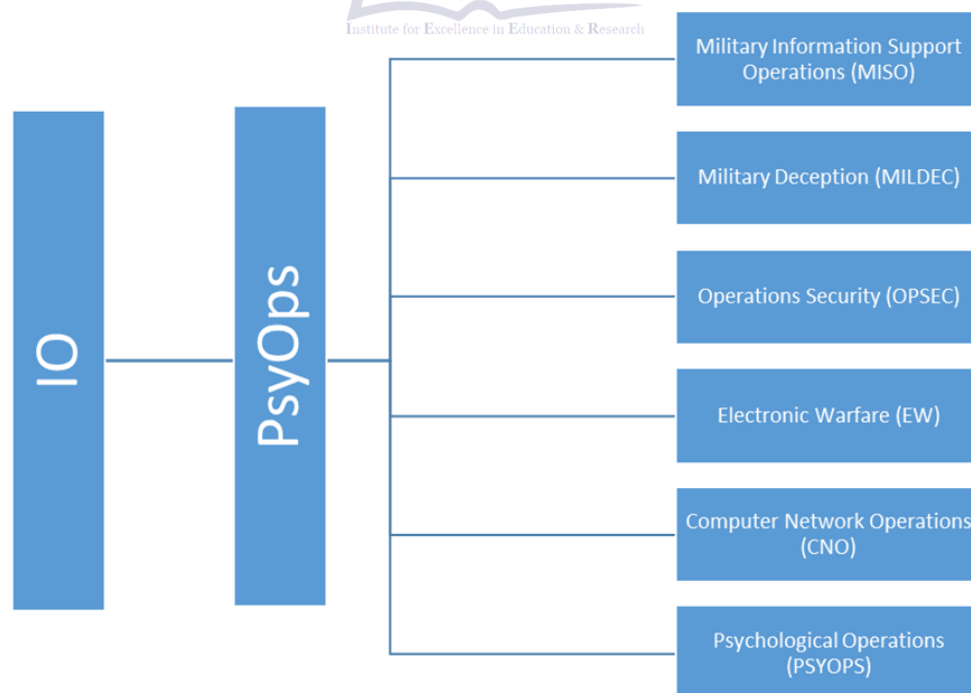 Institute for Excellence in Education & Research
IO
PsyOps
Military Information Support
Operations (MISO)
Military Deception (MILDEC)
Operations Security (OPSEC)
Electronic Warfare (EW)
Computer Network Operations
(CNO)
Psychological Operations
(PSYOPS)